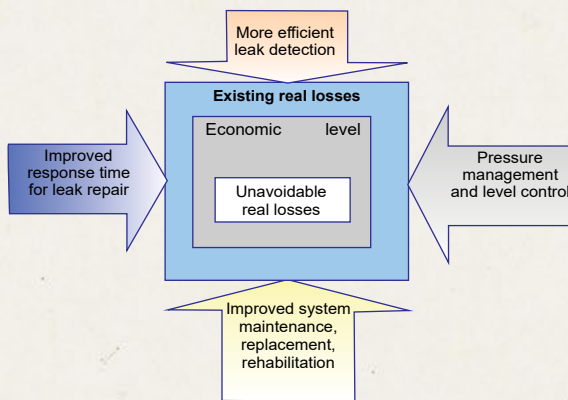 More efficient
leak detection
Existing real losses
Economic level
Unavoidable
real losses
Improved
response time
for leak repair
Pressure
management
and level control
Improved system
maintenance,
replacement,
rehabilitation